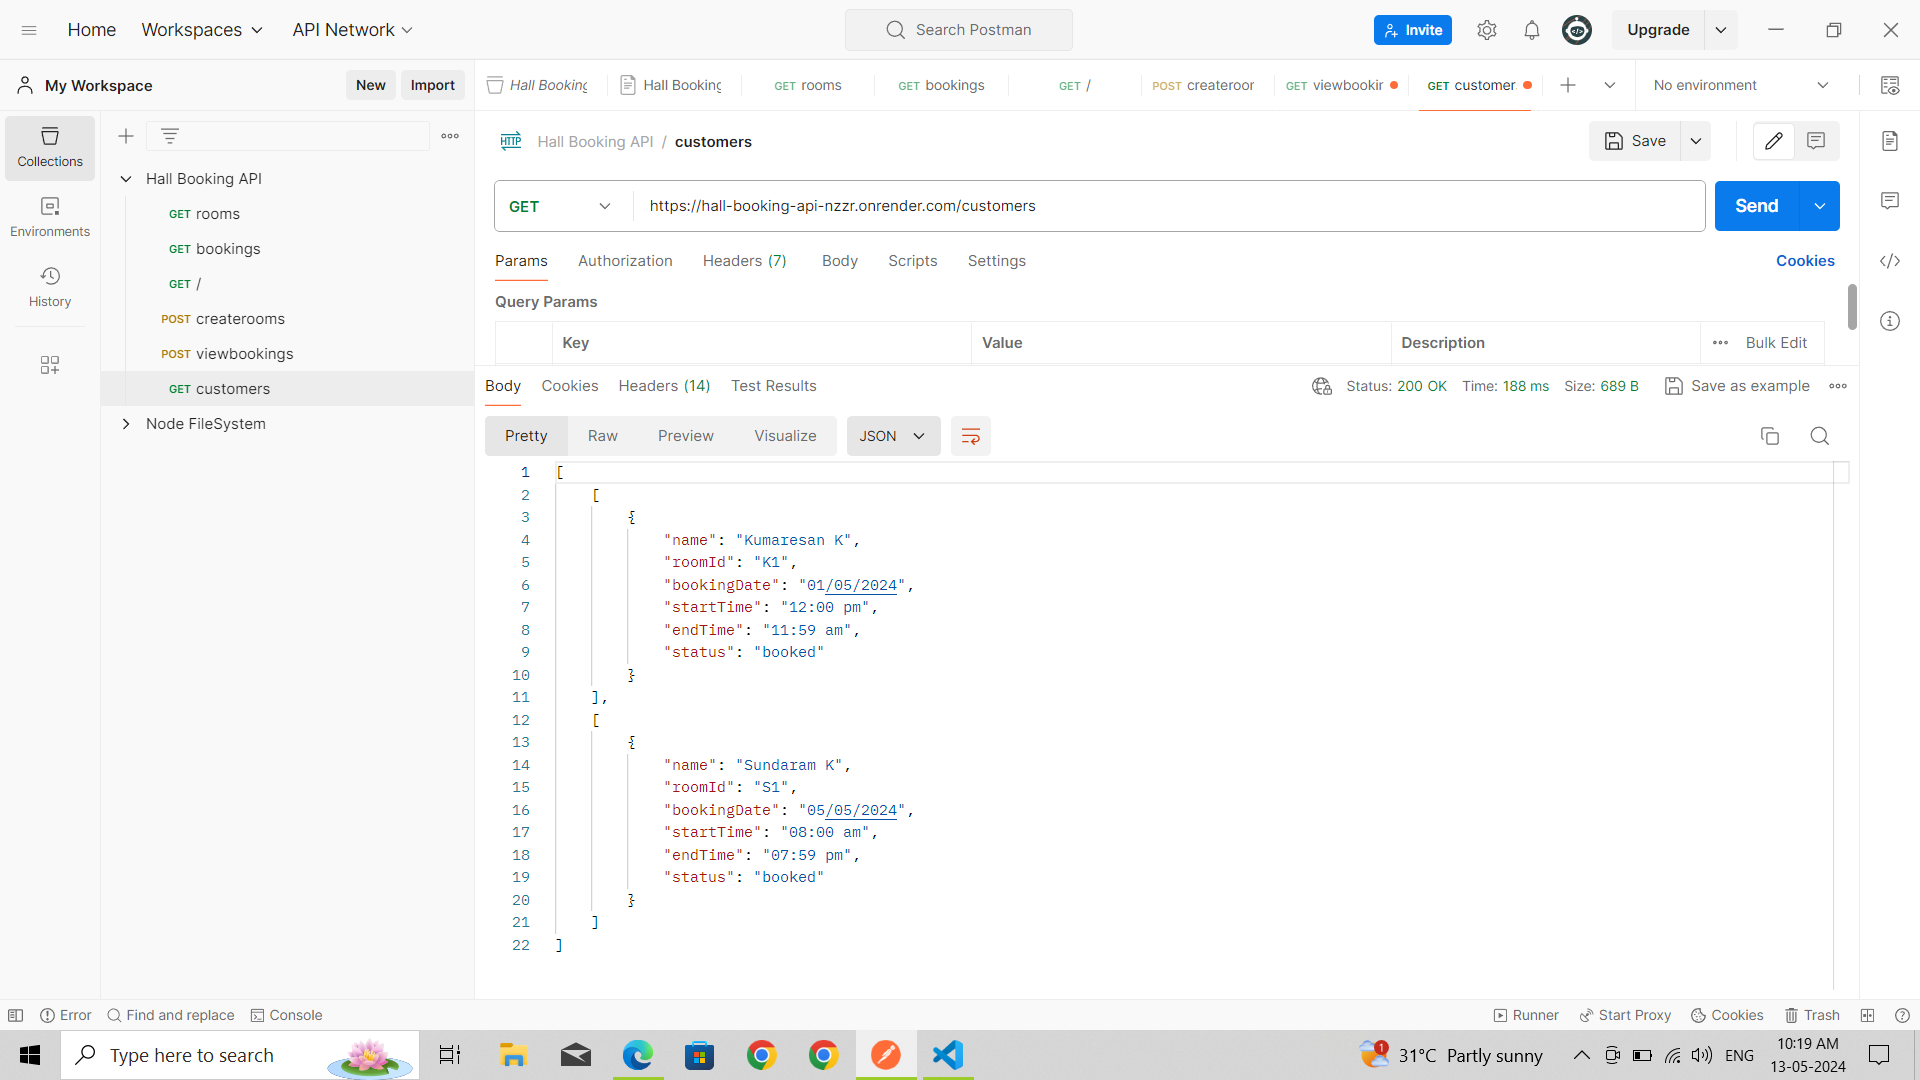 Home Workspaces API Network Search Postman Invite Upgrade
My Workspace New Import Hall Booking Hall Booking GET rooms GET bookings GET / POST createroor GET viewbookir GET customer No environment
Collections
Environments
History
Hall Booking API
GET rooms
GET bookings
GET /
POST createrooms
POST viewbookings
GET customers
Node FileSystem
HTTP Hall Booking API / customers Save
GET https://hall-booking-api-nzzr.onrender.com/customers Send
Params Authorization Headers (7) Body Scripts Settings Cookies
Query Params
Key Value Description Bulk Edit
Body Cookies Headers (14) Test Results Status: 200 OK Time: 188 ms Size: 689 B Save as example
Pretty Raw Preview Visualize JSON
1 [
2 [
3 {
4 "name": "Kumaresan K",
5 "roomId": "K1",
6 "bookingDate": "01/05/2024",
7 "startTime": "12:00 pm",
8 "endTime": "11:59 am",
9 "status": "booked"
10 }
11 ],
12 [
13 {
14 "name": "Sundaram K",
15 "roomId": "S1",
16 "bookingDate": "05/05/2024",
17 "startTime": "08:00 am",
18 "endTime": "07:59 pm",
19 "status": "booked"
20 }
21 ]
22 ]
Error Find and replace Console Runner Start Proxy Cookies Trash
Type here to search 1 31°C Partly sunny ENG 10:19 AM
13-05-2024